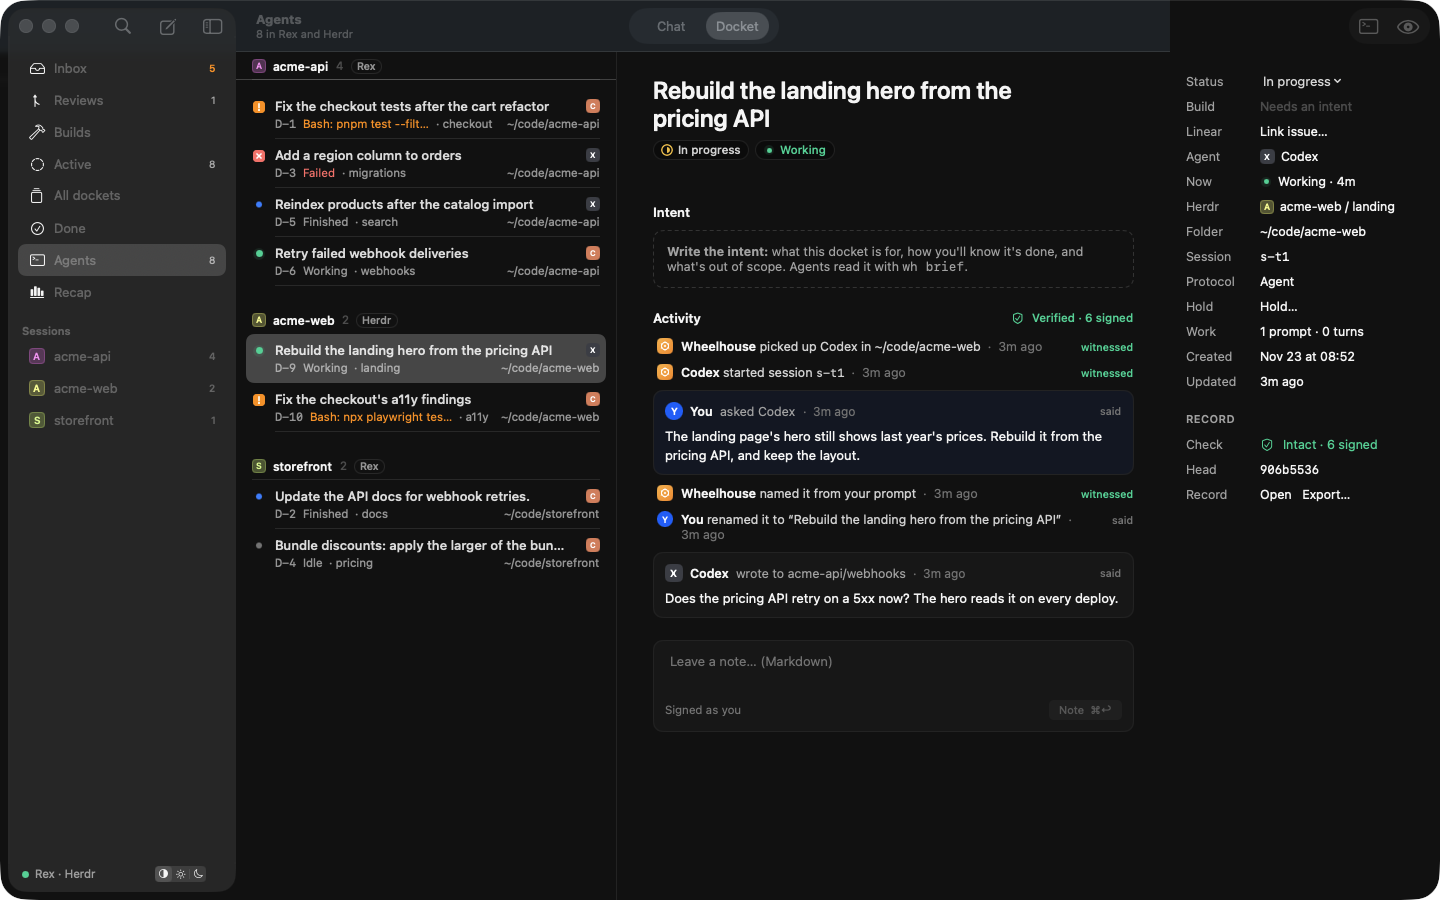 Agents
8 in Rex and Herdr
Chat
Docket
Inbox 5
Reviews 1
Builds
Active 8
All dockets
Done
Agents 8
Recap
Sessions
A acme-api 4
A acme-web 2
S storefront 1
Rex · Herdr
A acme-api 4 Rex
Fix the checkout tests after the cart refactor C
D–1 Bash: pnpm test --filt... · checkout ~/code/acme-api
Add a region column to orders X
D–3 Failed · migrations ~/code/acme-api
Reindex products after the catalog import X
D–5 Finished · search ~/code/acme-api
Retry failed webhook deliveries C
D–6 Working · webhooks ~/code/acme-api
A acme-web 2 Herdr
Rebuild the landing hero from the pricing API X
D–9 Working · landing ~/code/acme-web
Fix the checkout's a11y findings C
D–10 Bash: npx playwright tes... · a11y ~/code/acme-web
S storefront 2 Rex
Update the API docs for webhook retries. C
D–2 Finished · docs ~/code/storefront
Bundle discounts: apply the larger of the bun... C
D–4 Idle · pricing ~/code/storefront
Rebuild the landing hero from the
pricing API
In progress
Working
Intent
Write the intent: what this docket is for, how you'll know it's done, and
what's out of scope. Agents read it with wh brief.
Activity Verified · 6 signed
Wheelhouse picked up Codex in ~/code/acme-web · 3m ago witnessed
Codex started session s–t1 · 3m ago witnessed
Y You asked Codex · 3m ago said
The landing page's hero still shows last year's prices. Rebuild it from the
pricing API, and keep the layout.
Wheelhouse named it from your prompt · 3m ago witnessed
Y You renamed it to “Rebuild the landing hero from the pricing API” · said
3m ago
X Codex wrote to acme-api/webhooks · 3m ago said
Does the pricing API retry on a 5xx now? The hero reads it on every deploy.
Leave a note... (Markdown)
Signed as you Note ⌘↩
Status In progress
Build Needs an intent
Linear Link issue...
Agent X Codex
Now Working · 4m
Herdr A acme-web / landing
Folder ~/code/acme-web
Session s–t1
Protocol Agent
Hold Hold...
Work 1 prompt · 0 turns
Created Nov 23 at 08:52
Updated 3m ago
RECORD
Check Intact · 6 signed
Head 906b5536
Record Open Export...